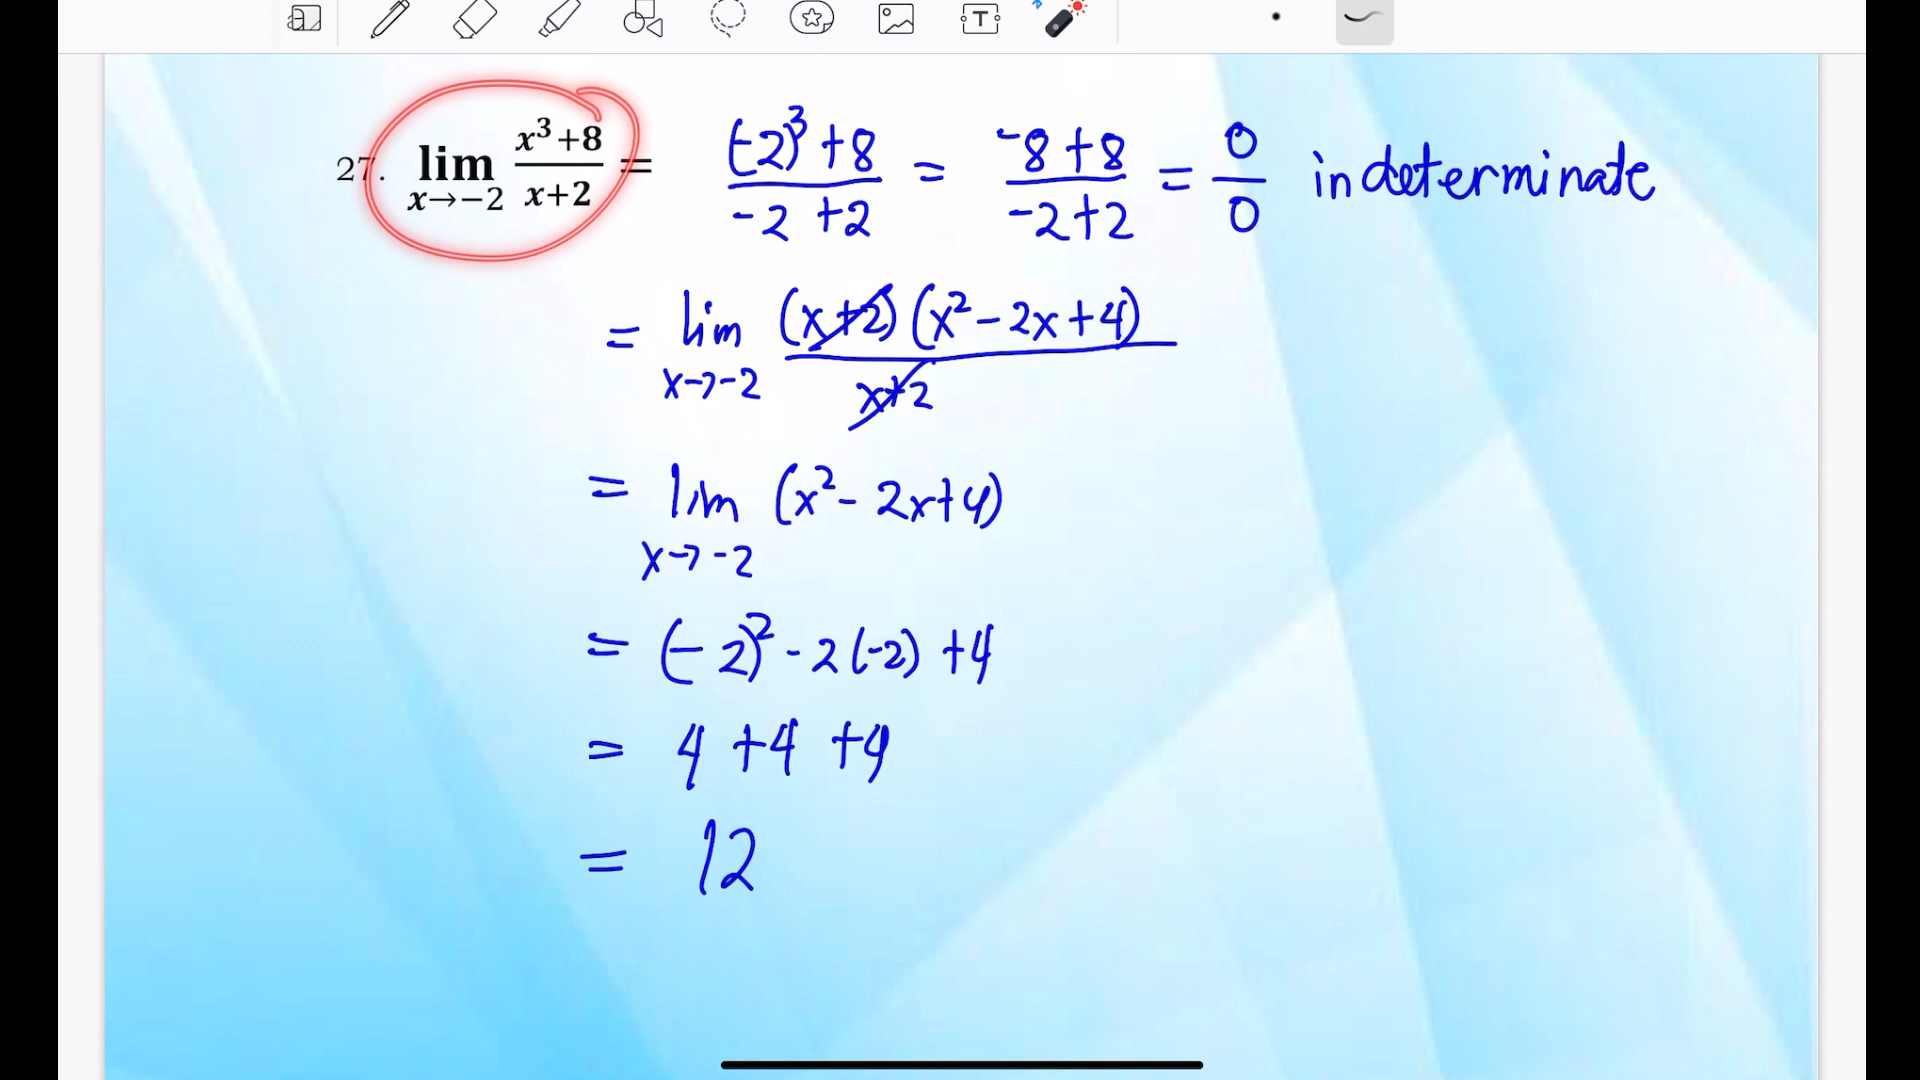 27. lim x→−2 x³+8 / x+2 = (-2)³+8 / -2+2 = -8+8 / -2+2 = 0/0 indeterminate
= lim x→-2 (x+2)(x²-2x+4) / x+2
= lim x→-2 (x²-2x+4)
= (-2)²-2(-2)+4
= 4+4+4
= 12